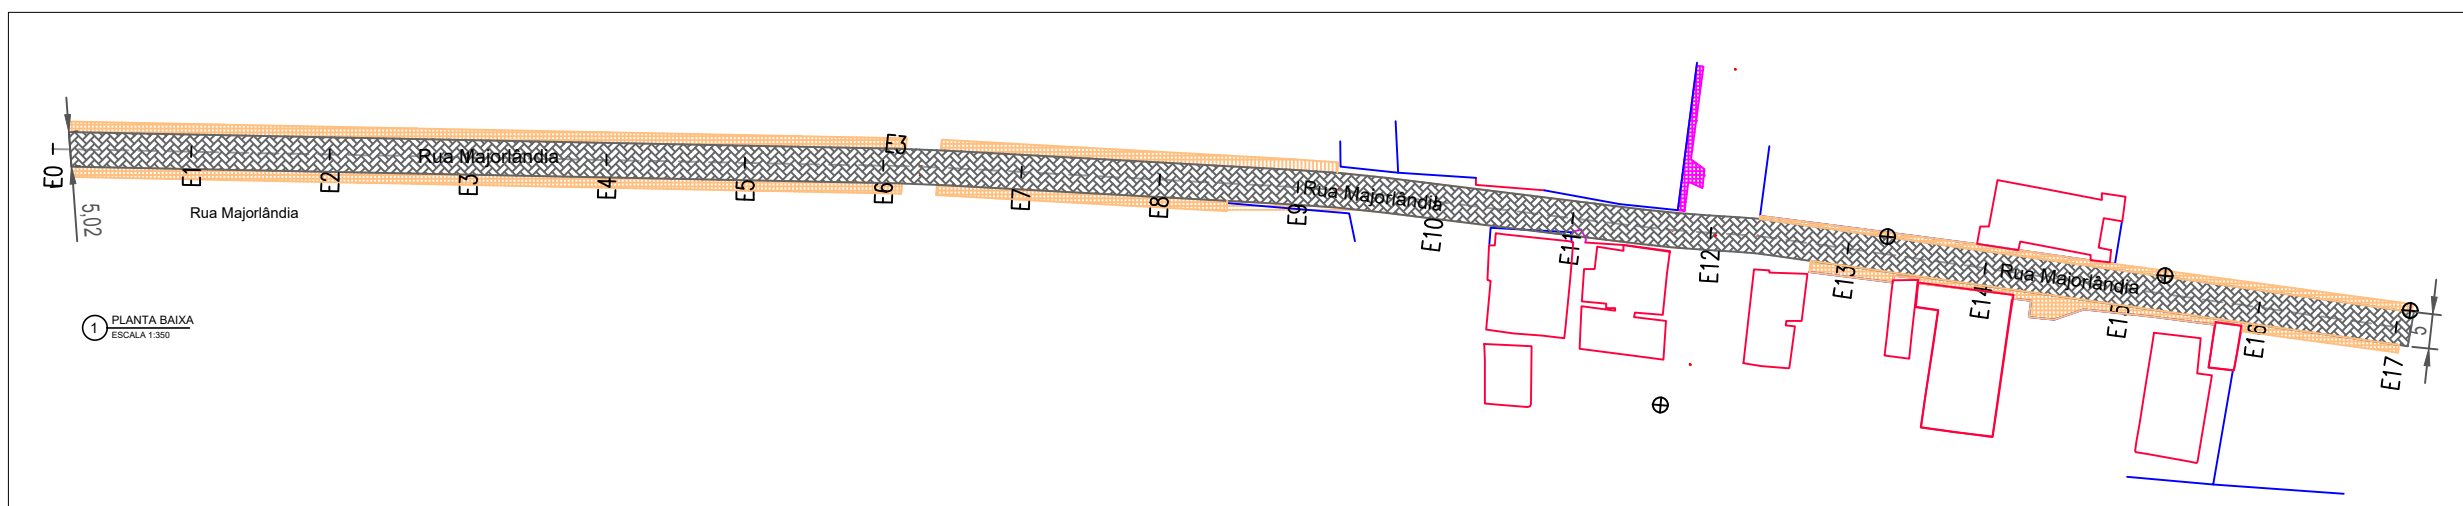 E3
Rua Majorlândia
E0
E1
E2
E3
E4
E5
E6
E7
E8
E9
Rua Majorlândia
E10
E11
E12
E13
E14
Rua Majorlândia
E15
E16
E17
5,02
Rua Majorlândia
5
1
PLANTA BAIXA
ESCALA 1:350